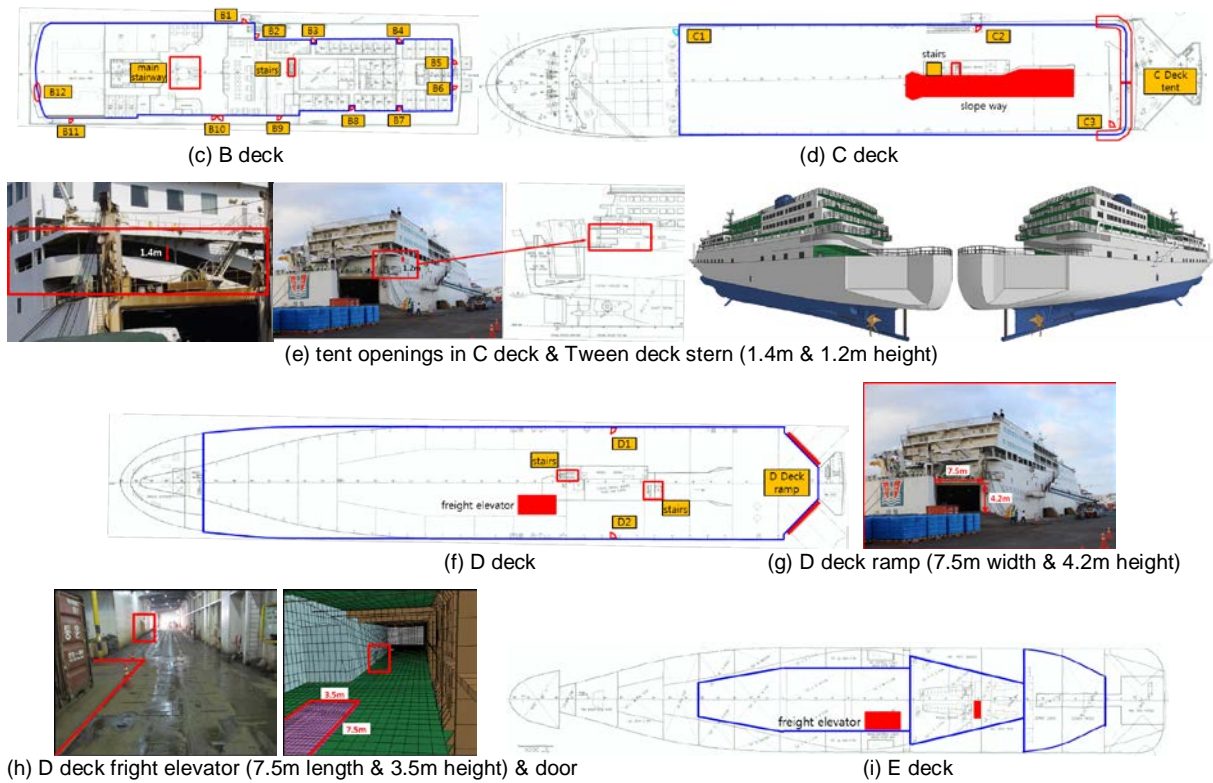 B1
B2
B3
B4
main
stairway
stairs
B5
B6
B12
B11
B10
B9
B8
B7
(c) B deck
C1
C2
stairs
C Deck
tent
slope way
C3
(d) C deck
1.4m
1.2m
(e) tent openings in C deck & Tween deck stern (1.4m & 1.2m height)
D1
stairs
D Deck
ramp
freight elevator
stairs
D2
(f) D deck
7.5m
4.2m
(g) D deck ramp (7.5m width & 4.2m height)
3.5m
7.5m
(h) D deck fright elevator (7.5m length & 3.5m height) & door
freight elevator
(i) E deck